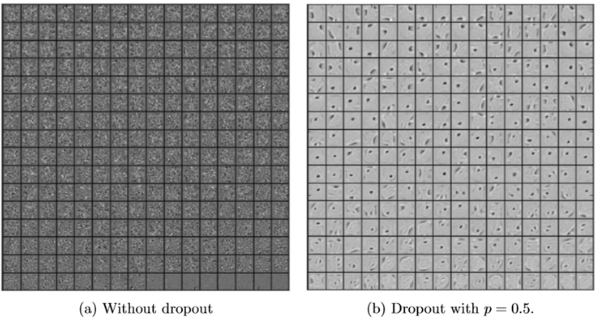 (a) Without dropout
(b) Dropout with p = 0.5.